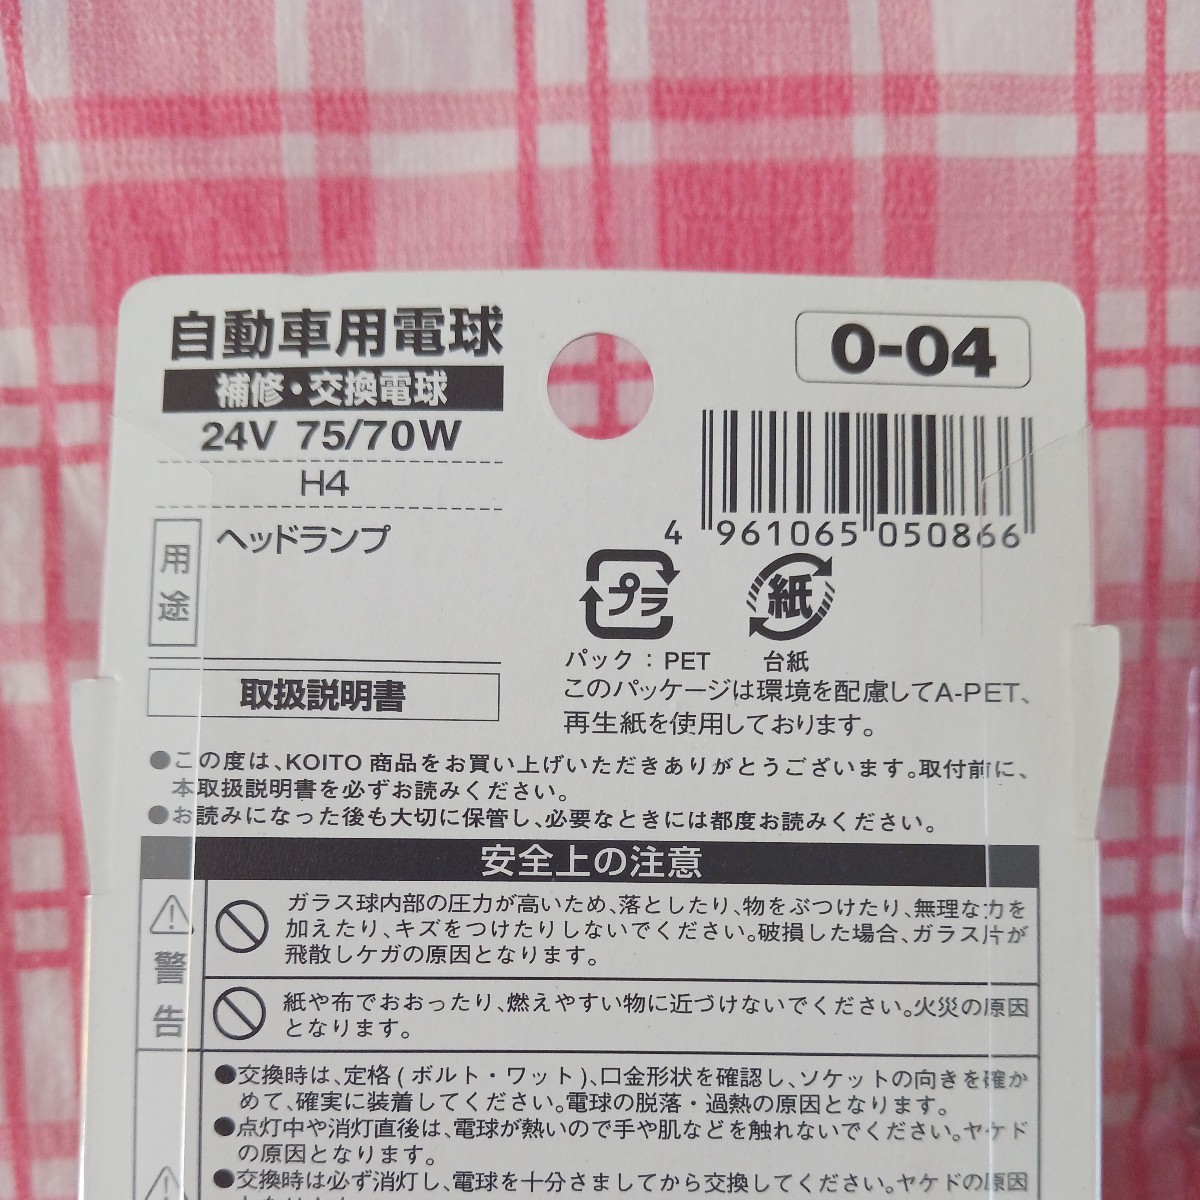 自動車用電球
補修・交換電球
24V 75/70W
H4
用途
ヘッドランプ
0-04
4 961065 050866
プラ
紙
パック：PET
台紙
このパッケージは環境を配慮してA-PET、
再生紙を使用しております。
取扱説明書
●この度は、KOITO 商品をお買い上げいただきありがとうございます。取付前に、
本取扱説明書を必ずお読みください。
●お読みになった後も大切に保管し、必要なときには都度お読みください。
安全上の注意
警告
ガラス球内部の圧力が高いため、落としたり、物をぶつけたり、無理な力を
加えたり、キズをつけたりしないでください。破損した場合、ガラス片が
飛散しケガの原因となります。
紙や布でおおったり、燃えやすい物に近づけないでください。火災の原因
となります。
●交換時は、定格(ボルト・ワット)、口金形状を確認し、ソケットの向きを確か
めて、確実に装着してください。電球の脱落・過熱の原因となります。
●点灯中や消灯直後は、電球が熱いので手や肌などを触れないでください。ヤケド
の原因となります。
●交換時は必ず消灯し、電球を十分さましてから交換してください。ヤケドの原因